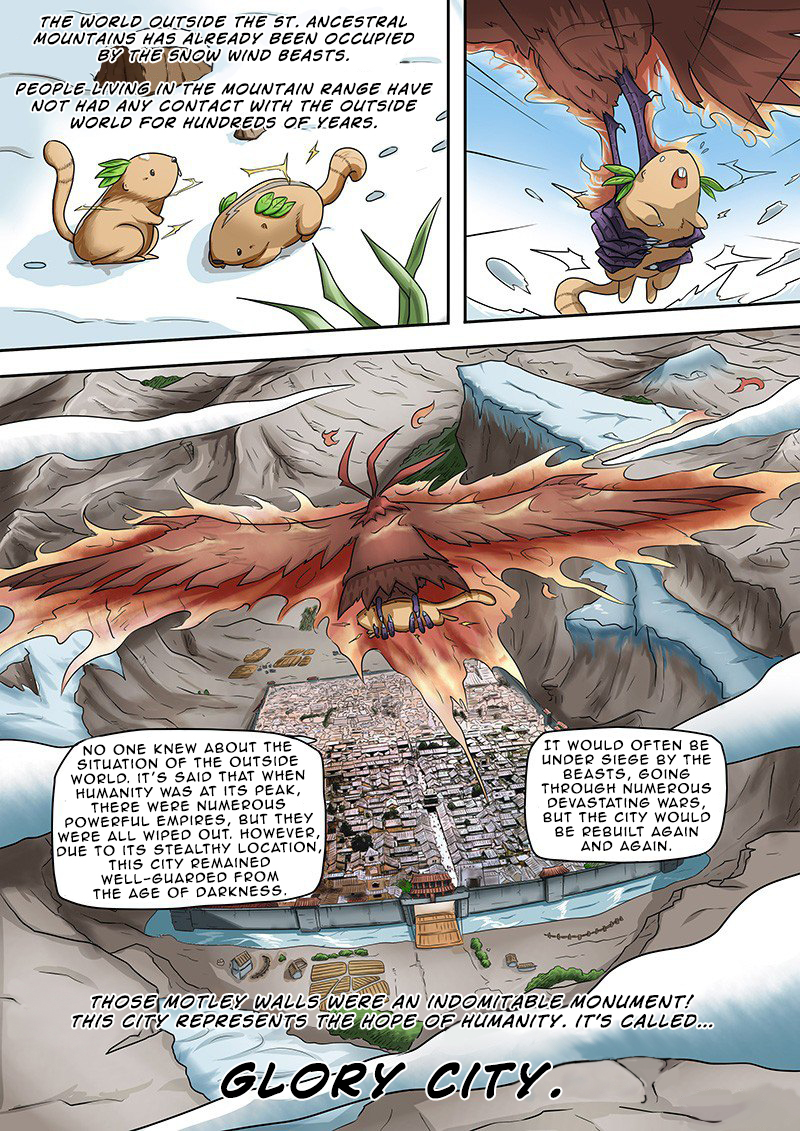 THE WORLD OUTSIDE THE ST. ANCESTRAL
MOUNTAINS HAS ALREADY BEEN OCCUPIED
BY THE SNOW WIND BEASTS.
PEOPLE LIVING IN THE MOUNTAIN RANGE HAVE
NOT HAD ANY CONTACT WITH THE OUTSIDE
WORLD FOR HUNDREDS OF YEARS.
NO ONE KNEW ABOUT THE
SITUATION OF THE OUTSIDE
WORLD. IT'S SAID THAT WHEN
HUMANITY WAS AT ITS PEAK,
THERE WERE NUMEROUS
POWERFUL EMPIRES, BUT THEY
WERE ALL WIPED OUT. HOWEVER,
DUE TO ITS STEALTHY LOCATION,
THIS CITY REMAINED
WELL-GUARDED FROM
THE AGE OF DARKNESS.
IT WOULD OFTEN BE
UNDER SIEGE BY THE
BEASTS, GOING
THROUGH NUMEROUS
DEVASTATING WARS,
BUT THE CITY WOULD
BE REBUILT AGAIN
AND AGAIN.
THOSE MOTLEY WALLS WERE AN INDOMITABLE MONUMENT!
THIS CITY REPRESENTS THE HOPE OF HUMANITY. IT'S CALLED...
GLORY CITY.